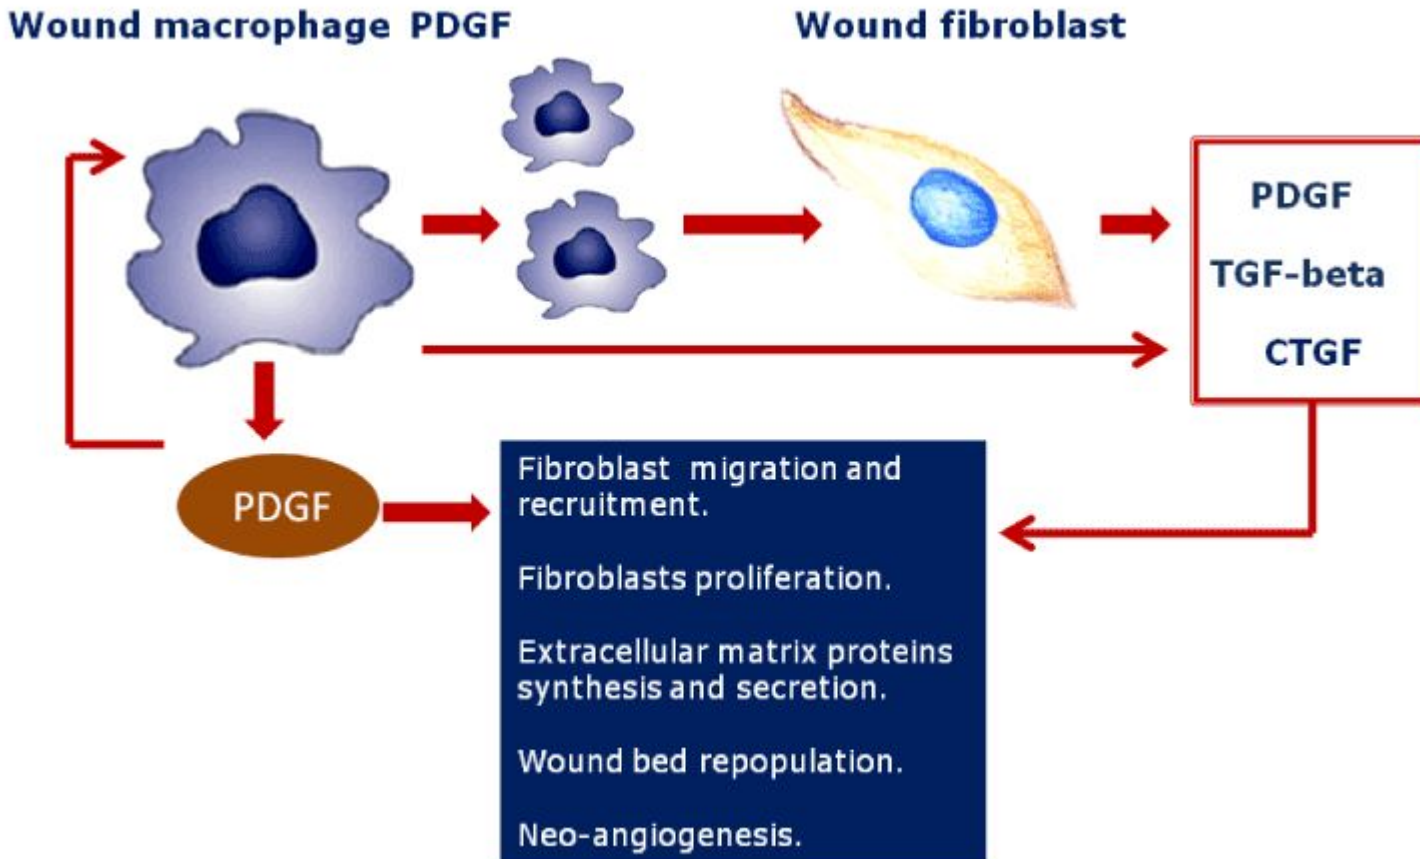 Wound macrophage PDGF
Wound fibroblast
PDGF
TGF-beta
CTGF
PDGF
Fibroblast migration and
recruitment.
Fibroblasts proliferation.
Extracellular matrix proteins
synthesis and secretion.
Wound bed repopulation.
Neo-angiogenesis.